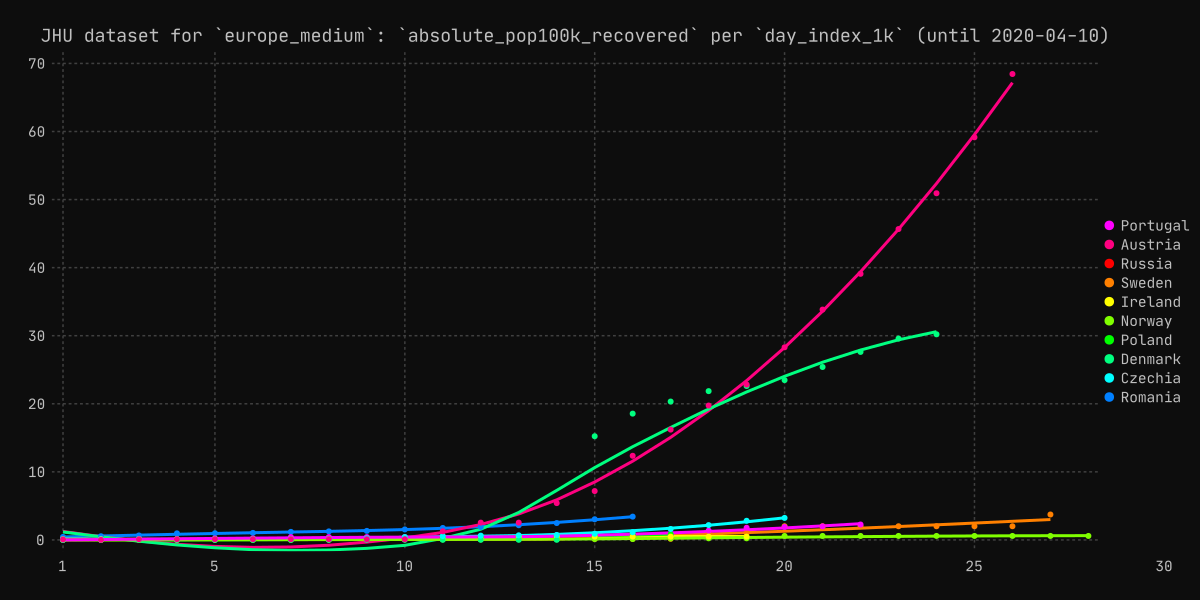 JHU dataset for `europe_medium`: `absolute_pop100k_recovered` per `day_index_1k` (until 2020-04-10)
70
60
50
40
30
20
10
0
1 5 10 15 20 25 30
Portugal
Austria
Russia
Sweden
Ireland
Norway
Poland
Denmark
Czechia
Romania